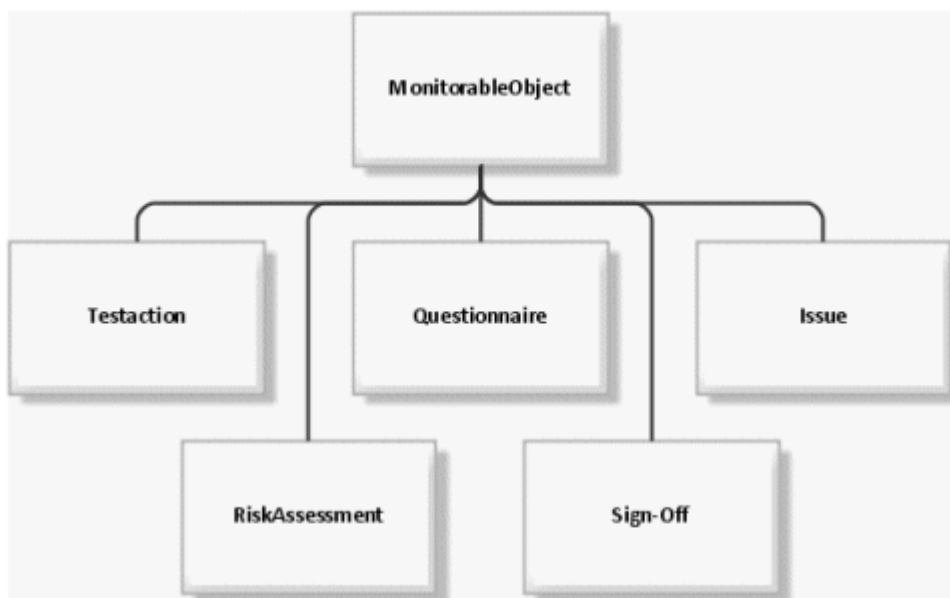 MonitorableObject
Testaction
Questionnaire
Issue
RiskAssessment
Sign-Off